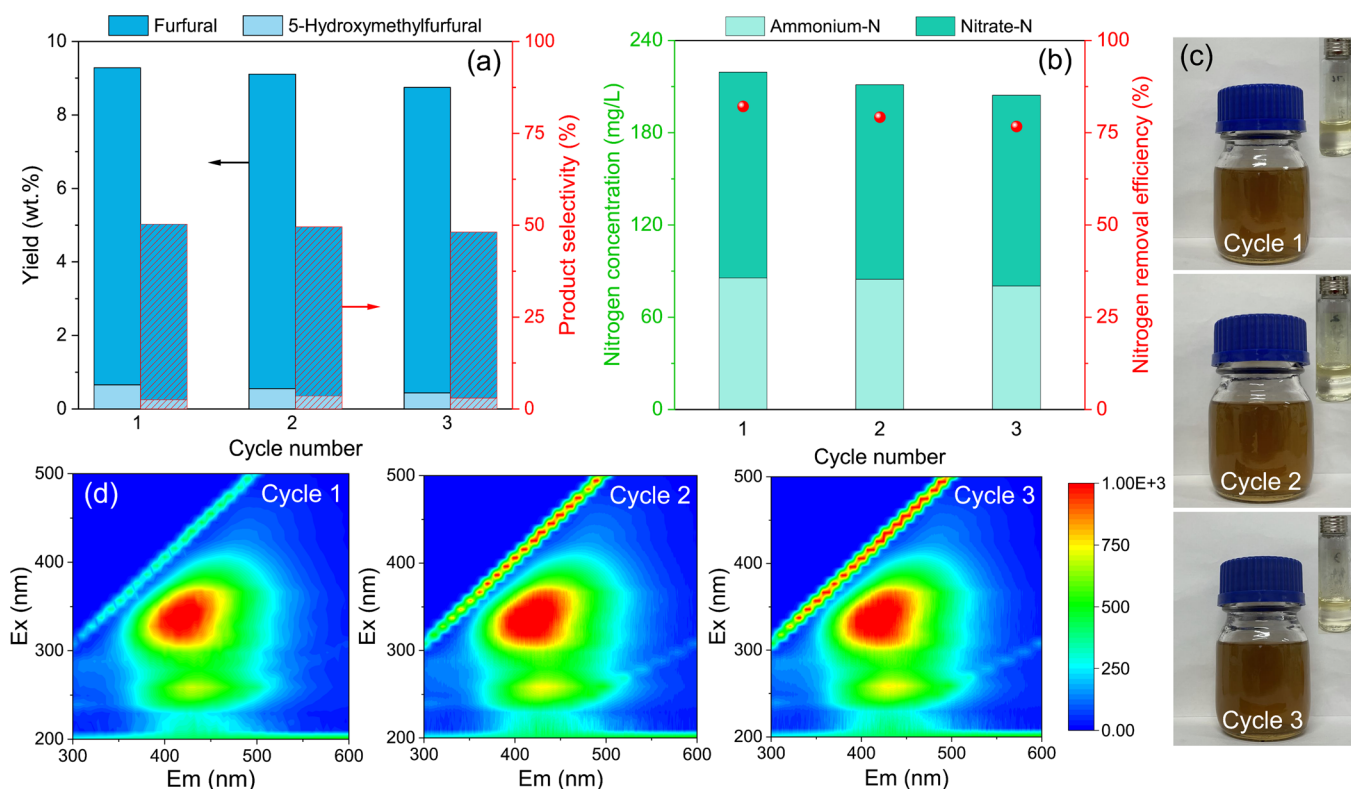 Furfural
5-Hydroxymethylfurfural
(a)
Yield (wt.%)
10
8
6
4
2
0
100
75
50
25
0
Product selectivity (%)
1
2
3
Cycle number
Ammonium-N
Nitrate-N
(b)
Nitrogen concentration (mg/L)
240
180
120
60
0
100
75
50
25
0
Nitrogen removal efficiency (%)
1
2
3
Cycle number
(c)
Cycle 1
Cycle 2
Cycle 3
(d)
Cycle 1
Ex (nm)
500
400
300
200
300
400
500
600
Em (nm)
Cycle 2
Ex (nm)
500
400
300
200
300
400
500
600
Em (nm)
Cycle 3
Ex (nm)
500
400
300
200
300
400
500
600
Em (nm)
1.00E+3
750
500
250
0.00